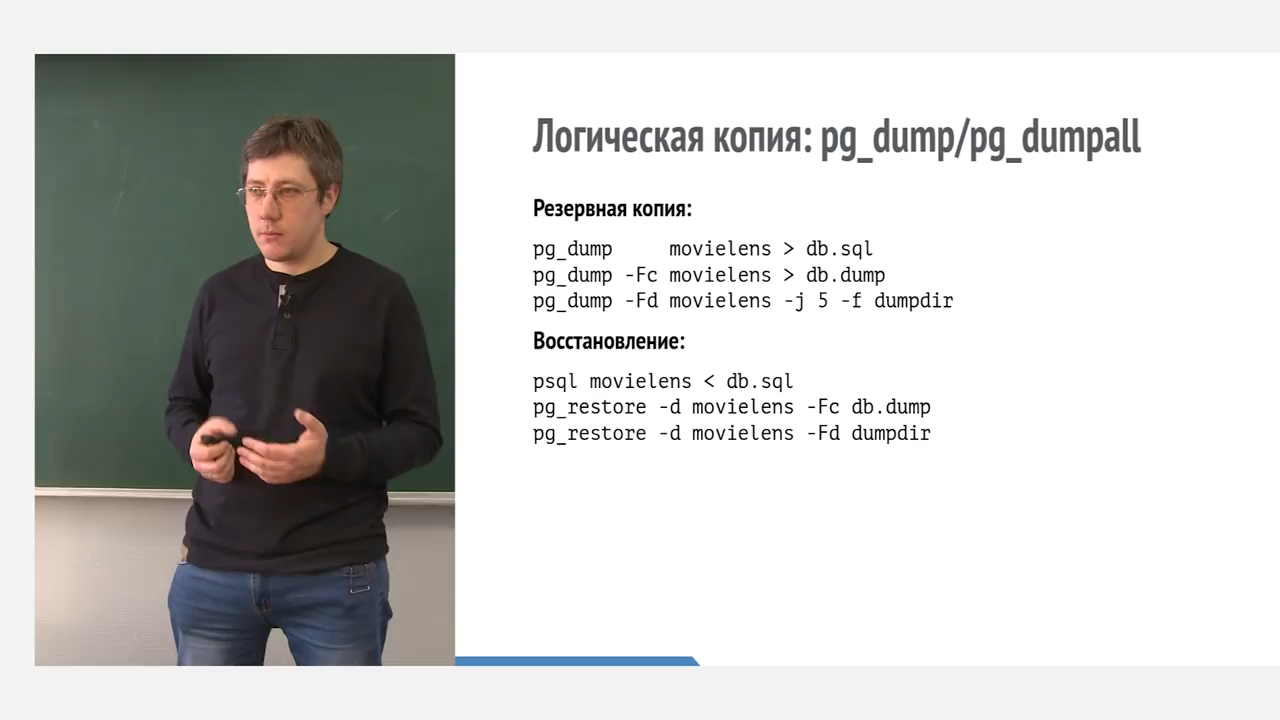 Логическая копия: pg_dump/pg_dumpall
Резервная копия:
pg_dump     movielens > db.sql
pg_dump -Fc movielens > db.dump
pg_dump -Fd movielens -j 5 -f dumpdir
Восстановление:
psql movielens < db.sql
pg_restore -d movielens -Fc db.dump
pg_restore -d movielens -Fd dumpdir